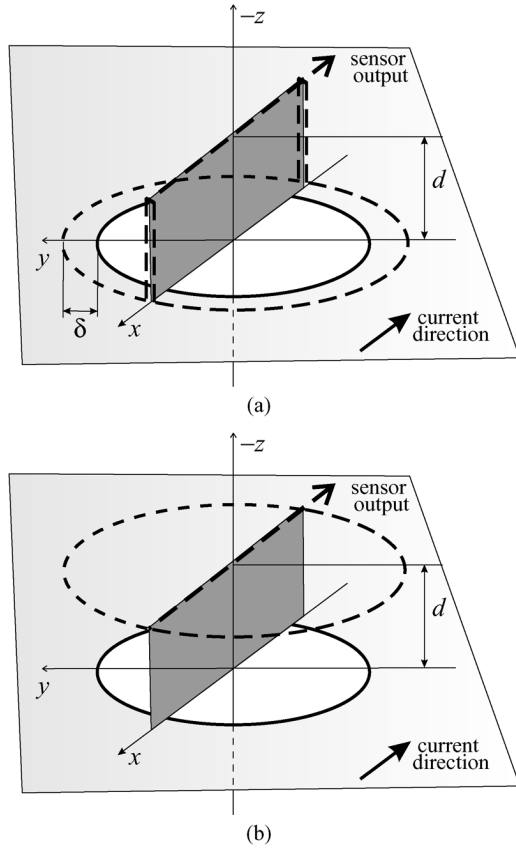 −z
sensor
output
d
y
x
δ
current
direction
(a)
−z
sensor
output
d
y
x
current
direction
(b)